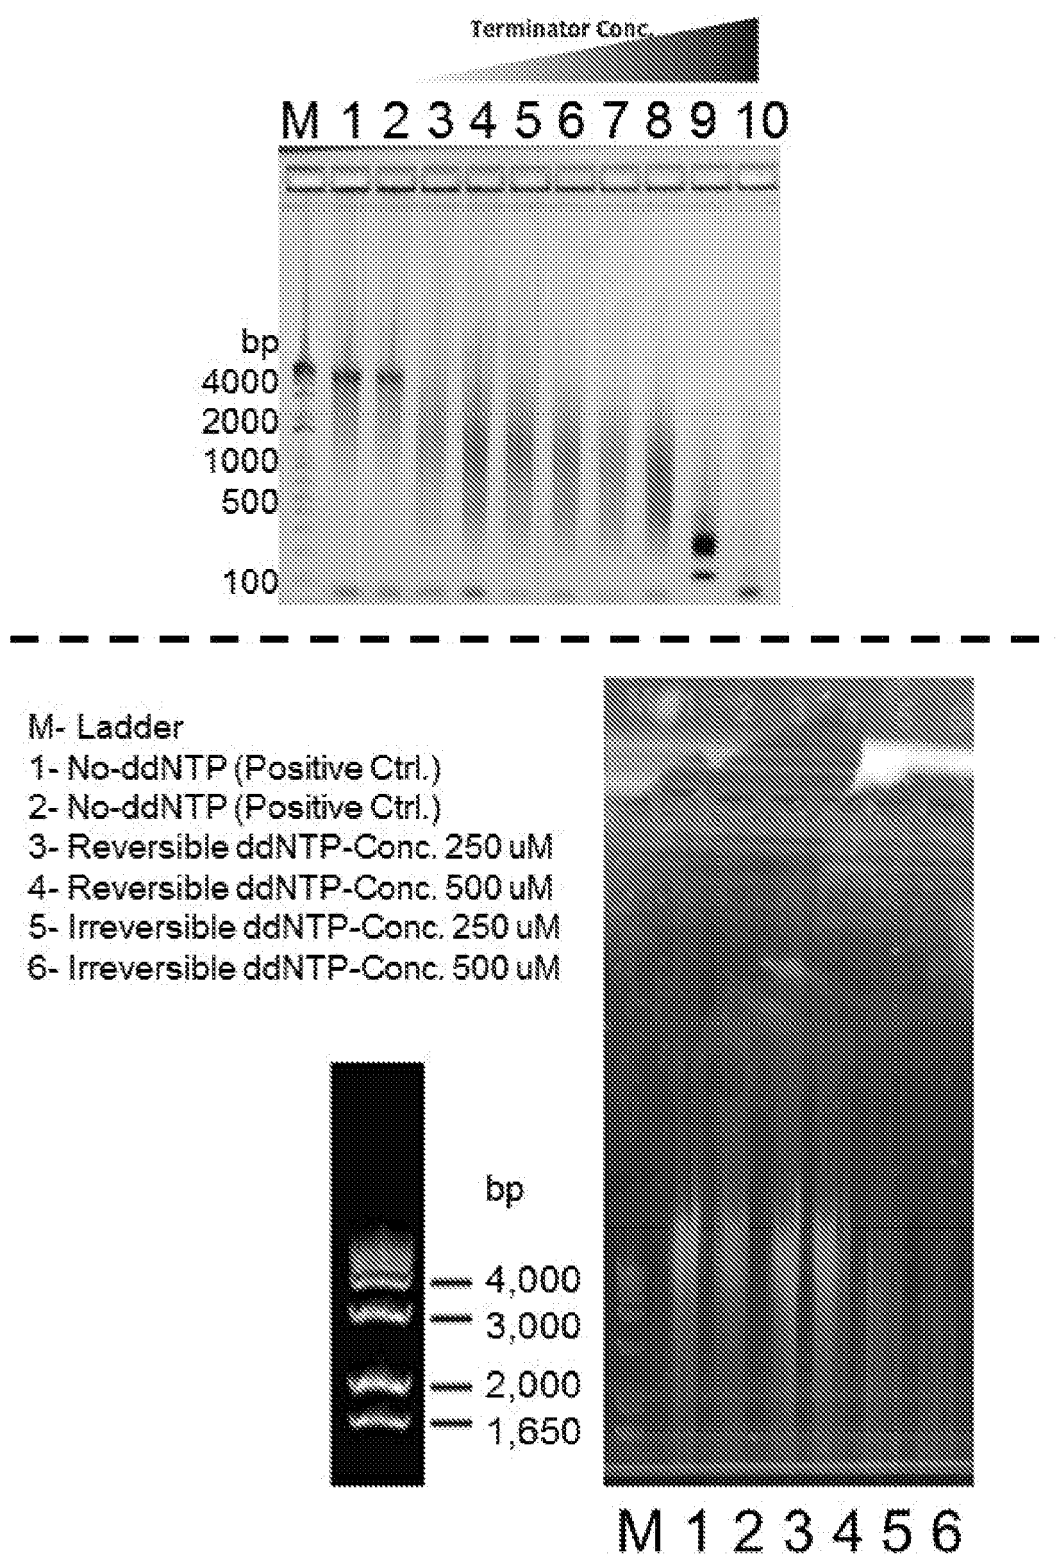 Terminator Conc.
M 1 2 3 4 5 6 7 8 9 10
bp
4000
2000
1000
500
100
M- Ladder
1- No-ddNTP (Positive Ctrl.)
2- No-ddNTP (Positive Ctrl.)
3- Reversible ddNTP-Conc. 250 uM
4- Reversible ddNTP-Conc. 500 uM
5- Irreversible ddNTP-Conc. 250 uM
6- Irreversible ddNTP-Conc. 500 uM
bp
4,000
3,000
2,000
1,650
M 1 2 3 4 5 6